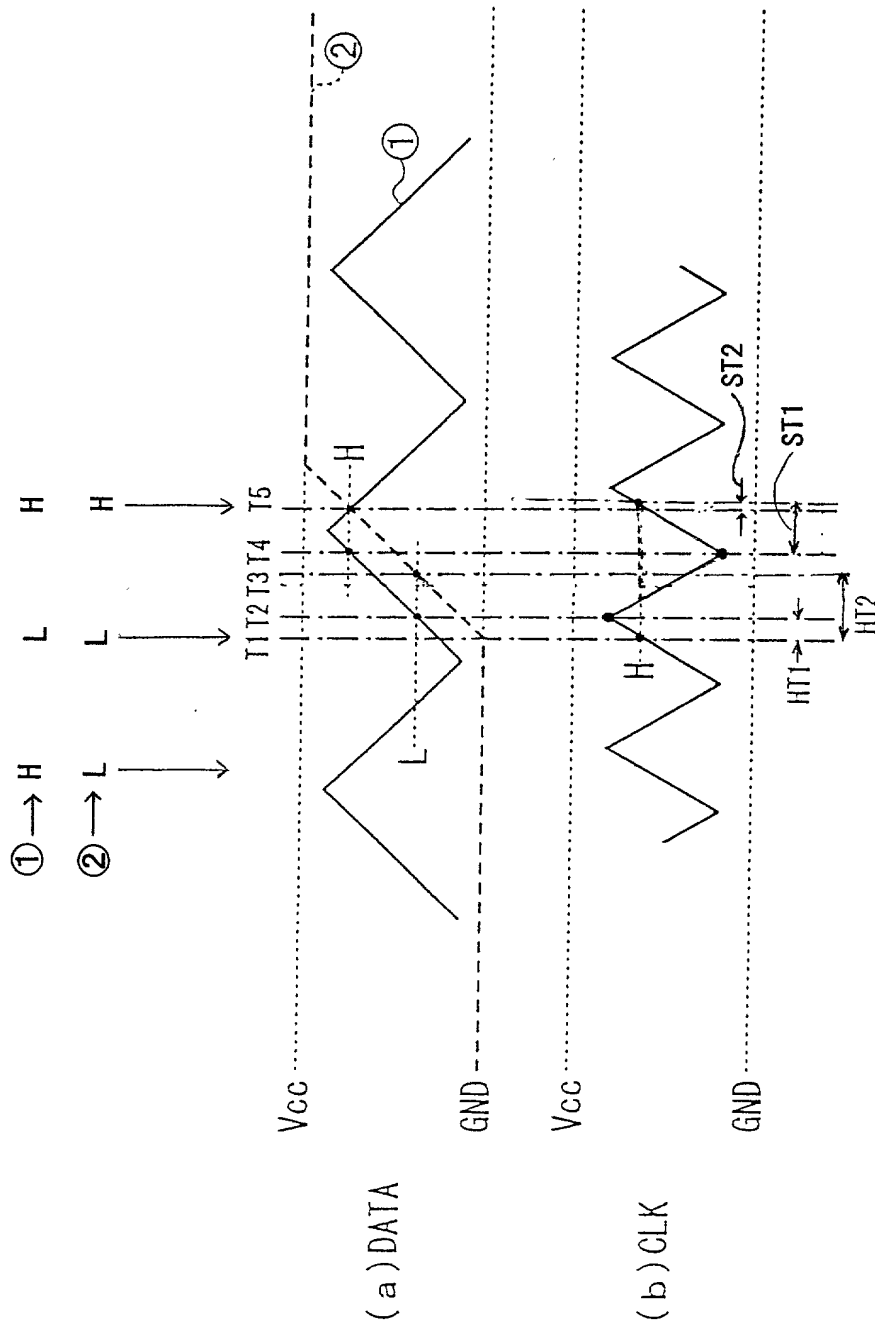 ① → H L H
② → L L H
T1 T2 T3 T4 T5
Vcc
②
①
H
L
GND
(a)DATA
Vcc
H
ST2
ST1
GND
HT1
HT2
(b)CLK